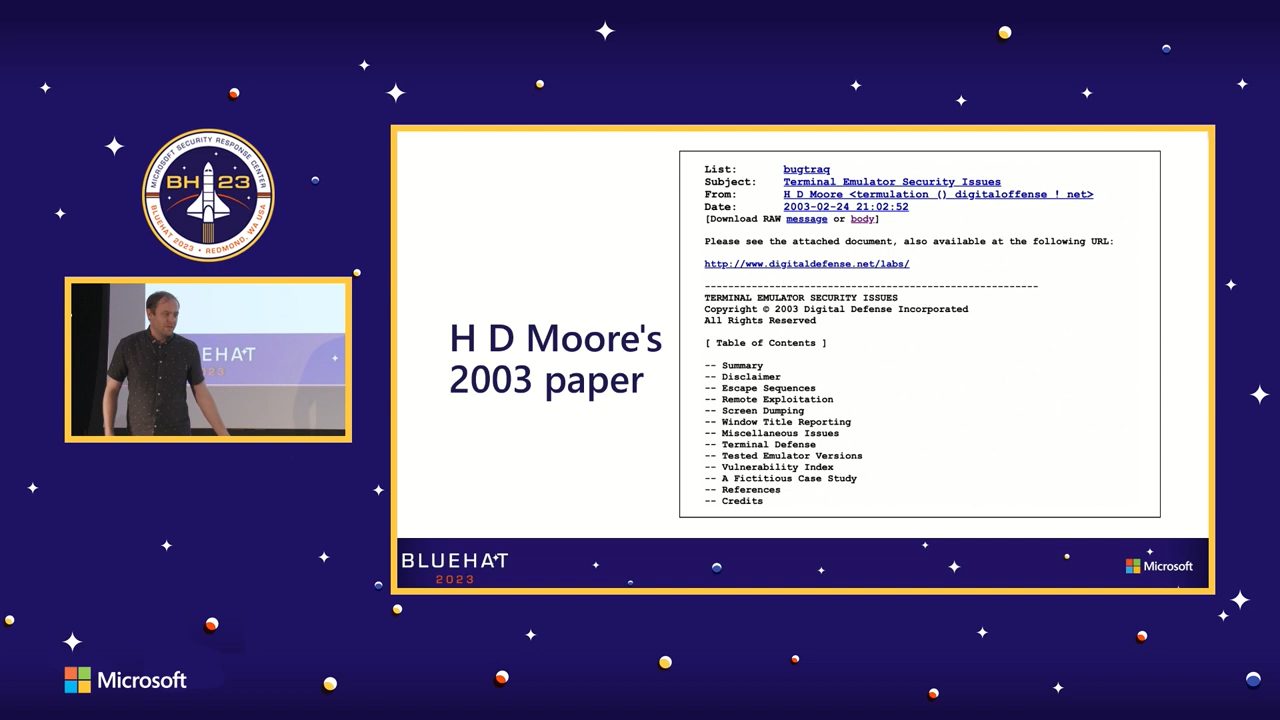 MICROSOFT SECURITY RESPONSE CENTER
BH 23
BLUEHAT 2023 • REDMOND, WA USA
EHAT
23
H D Moore's
2003 paper
List: bugtraq
Subject: Terminal Emulator Security Issues
From: H D Moore <termulation () digitaloffense ! net>
Date: 2003-02-24 21:02:52
[Download RAW message or body]
Please see the attached document, also available at the following URL:
http://www.digitaldefense.net/labs/
----------------------------------------------------------
TERMINAL EMULATOR SECURITY ISSUES
Copyright © 2003 Digital Defense Incorporated
All Rights Reserved
[ Table of Contents ]
-- Summary
-- Disclaimer
-- Escape Sequences
-- Remote Exploitation
-- Screen Dumping
-- Window Title Reporting
-- Miscellaneous Issues
-- Terminal Defense
-- Tested Emulator Versions
-- Vulnerability Index
-- A Fictitious Case Study
-- References
-- Credits
BLUEHAT
2023
Microsoft
Microsoft